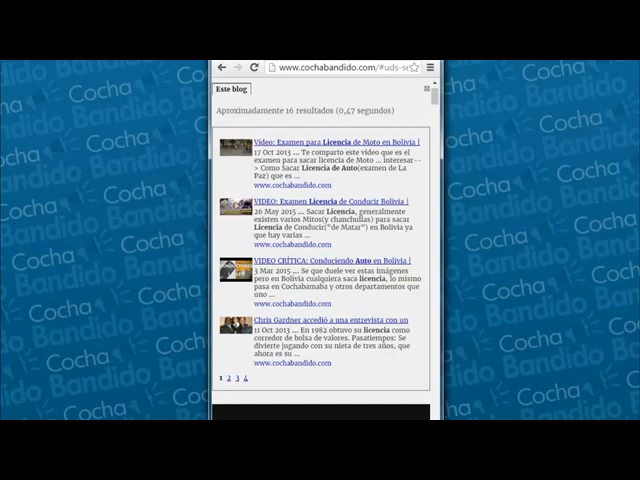 www.cochabandido.com/#uds-se
Este blog
Aproximadamente 16 resultados (0,47 segundos)
Vídeo: Examen para Licencia de Moto en Bolivia |
17 Oct 2013 ... Te comparto este vídeo que es el
examen para sacar licencia de Moto ... interesar--
> Como Sacar Licencia de Auto(examen de La
Paz) que es ...
www.cochabandido.com
VIDEO: Examen Licencia de Conducir Bolivia |
26 May 2015 ... Sacar Licencia, generalmente
existen varios Mitos(y chanchullas) para sacar
Licencia de Conducir("de Matar") en Bolivia ya
que hay varias ...
www.cochabandido.com
VIDEO CRÍTICA: Conduciendo Auto en Bolivia |
3 Mar 2015 ... Se que duele ver estas imágenes
pero en Bolivia cualquiera saca licencia, lo mismo
pasa en Cochabamaba y otros departamentos que
uno ...
www.cochabandido.com
Chris Gardner accedió a una entrevista con un
11 Oct 2013 ... En 1982 obtuvo su licencia como
corredor de bolsa de valores. Pasatiempos: Se
divierte jugando con su nieta de tres años, que
ahora es su ...
www.cochabandido.com
1 2 3 4
Cocha
Bandido